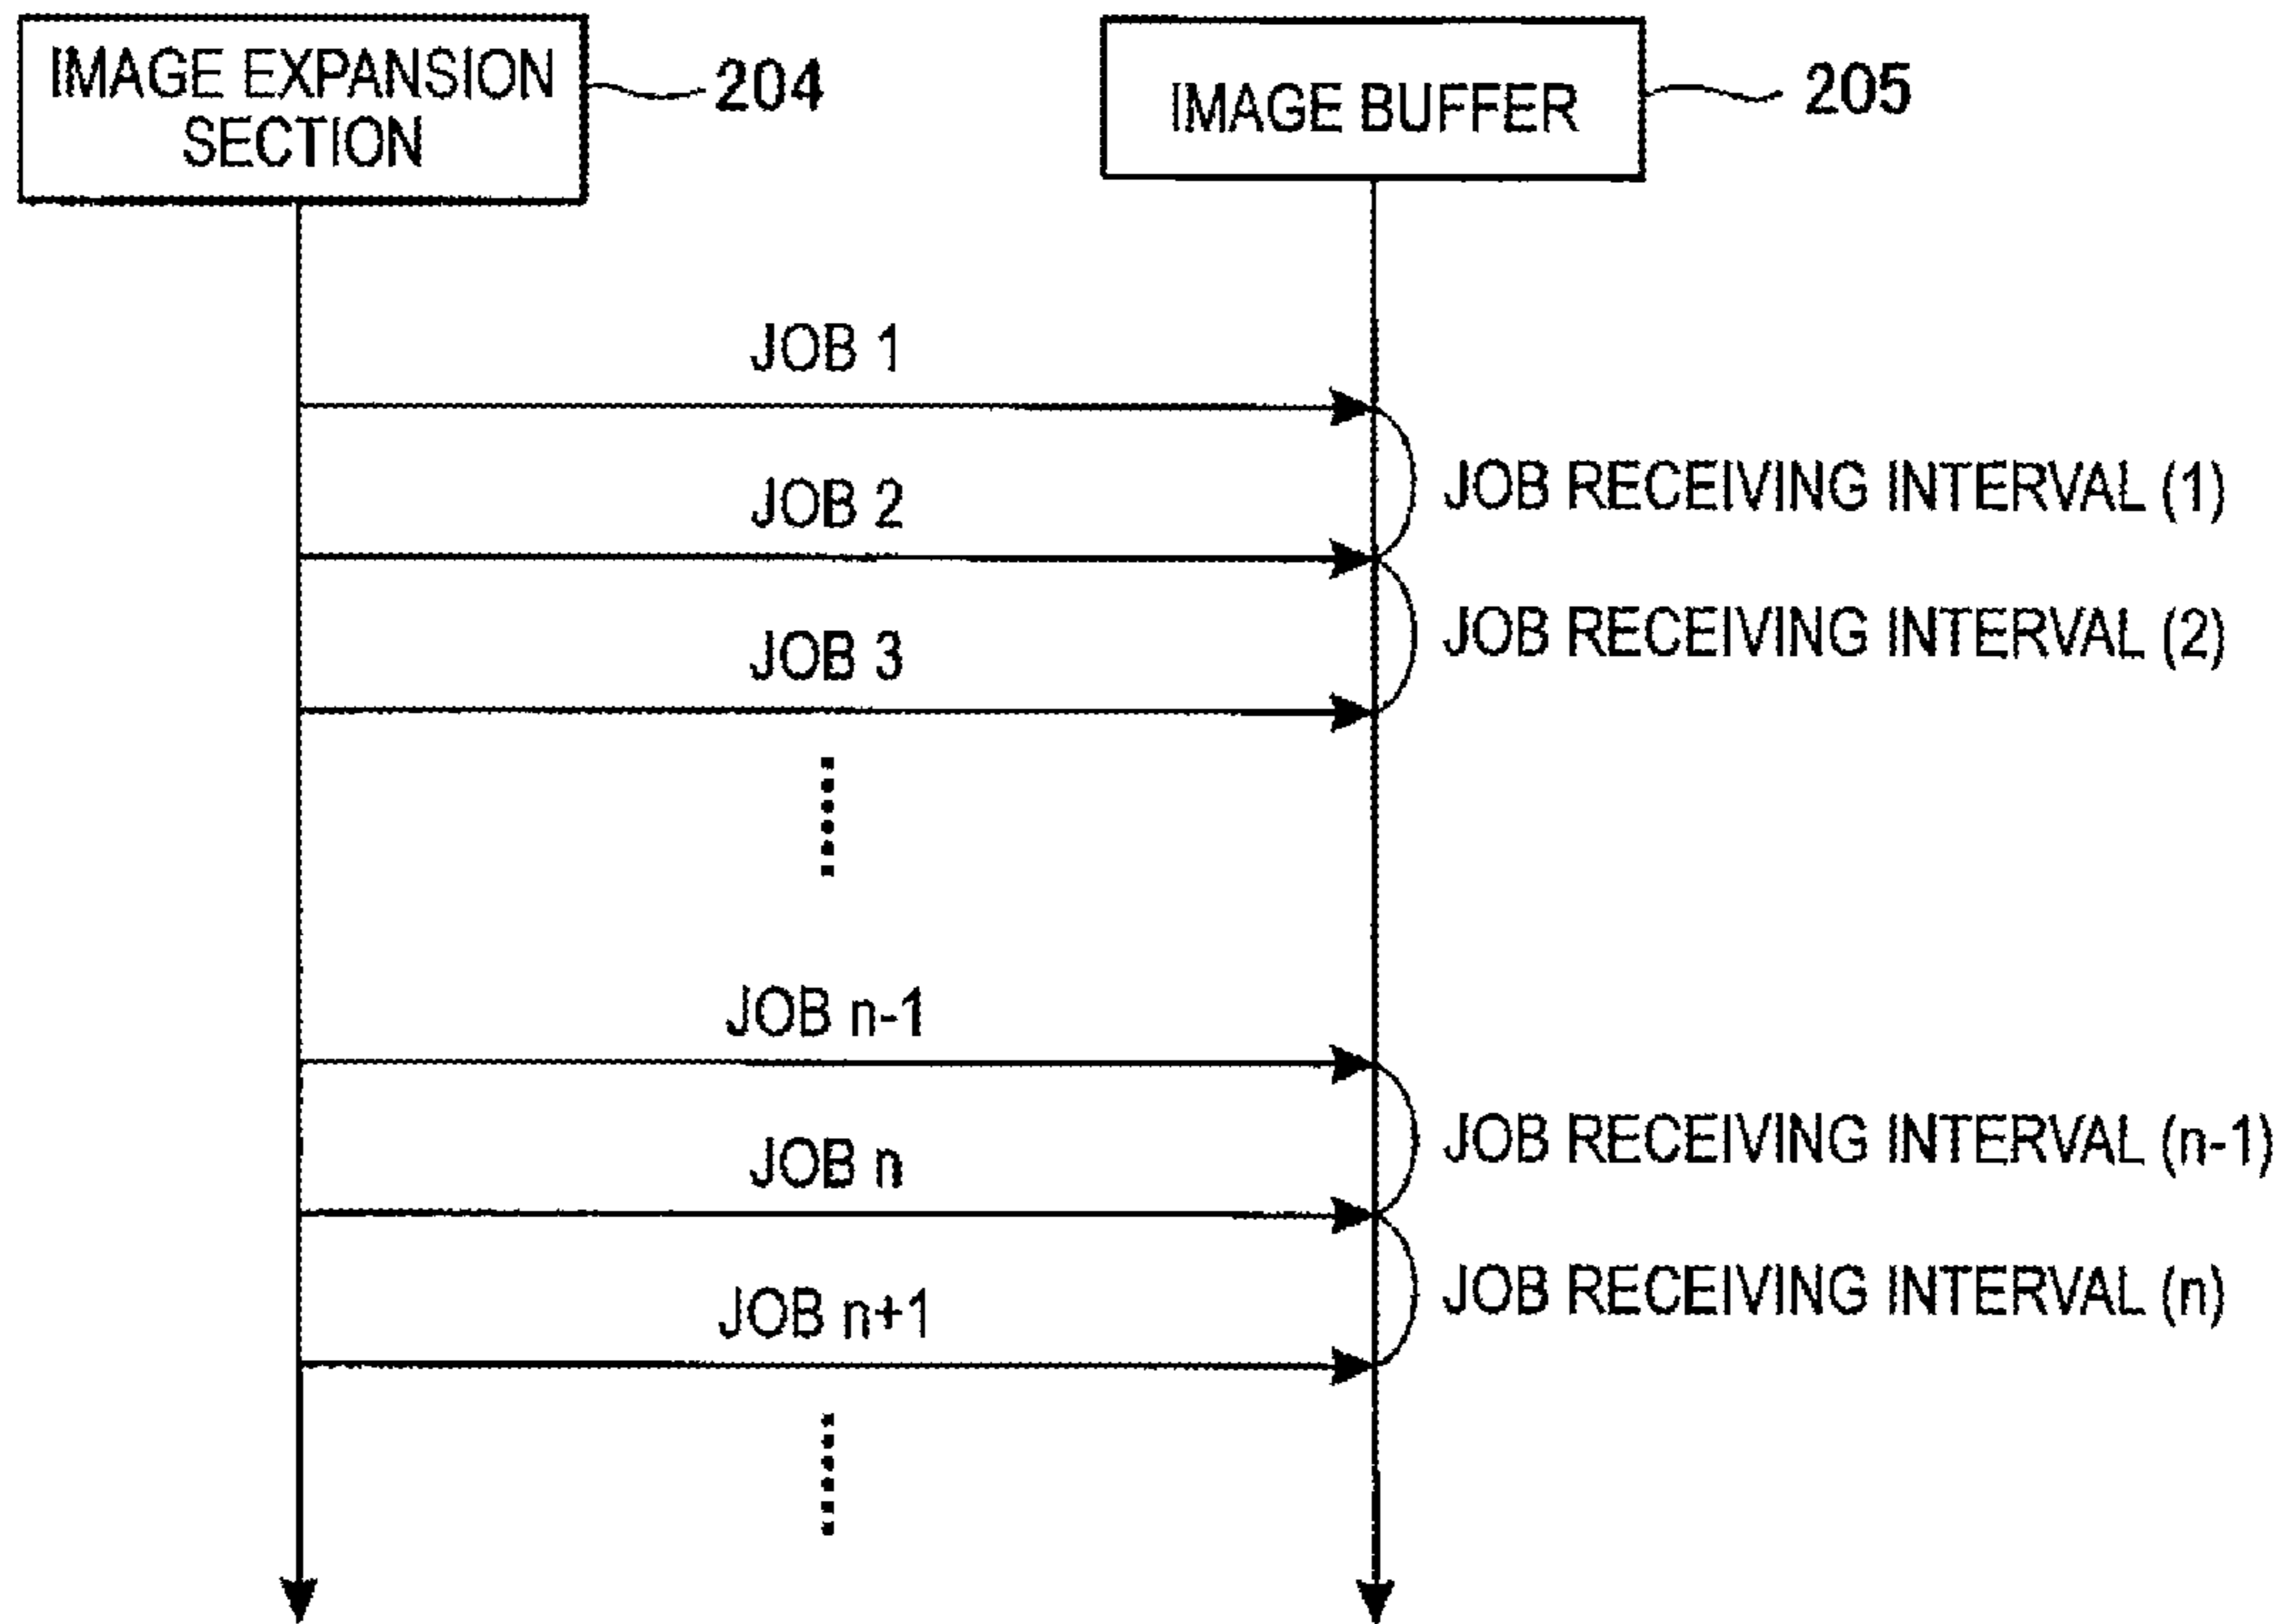 IMAGE EXPANSION
SECTION
204
IMAGE BUFFER
205
JOB 1
JOB RECEIVING INTERVAL (1)
JOB 2
JOB RECEIVING INTERVAL (2)
JOB 3
JOB n-1
JOB RECEIVING INTERVAL (n-1)
JOB n
JOB RECEIVING INTERVAL (n)
JOB n+1